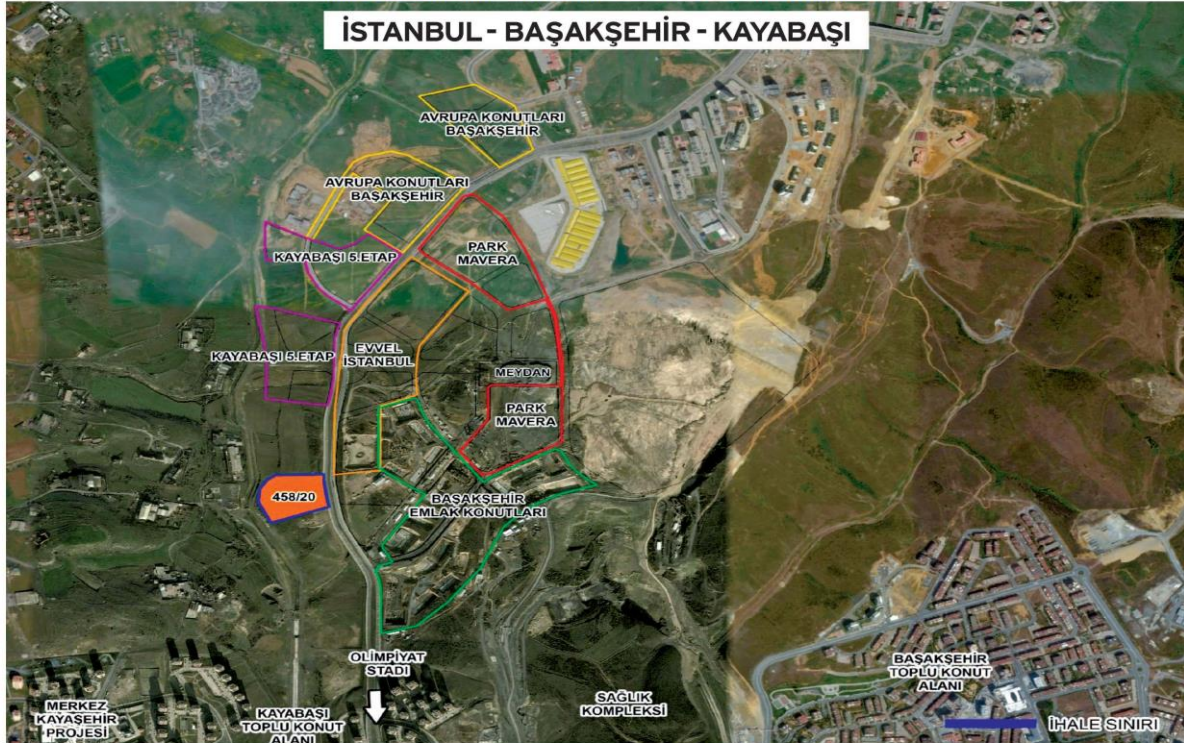 İSTANBUL - BAŞAKŞEHİR - KAYABAŞI
AVRUPA KONUTLARI
BAŞAKŞEHİR
AVRUPA KONUTLARI
BAŞAKŞEHİR
KAYABAŞI 5.ETAP
PARK
MAVERA
KAYABAŞI 5.ETAP
EVVEL
İSTANBUL
MEYDAN
PARK
MAVERA
458/20
BAŞAKŞEHİR
EMLAK KONUTLARI
OLİMPİYAT
STADI
MERKEZ
KAYAŞEHİR
PROJESİ
KAYABAŞI
TOPLU KONUT
ALANI
SAĞLIK
KOMPLEKSİ
BAŞAKŞEHİR
TOPLU KONUT
ALANI
İHALE SINIRI